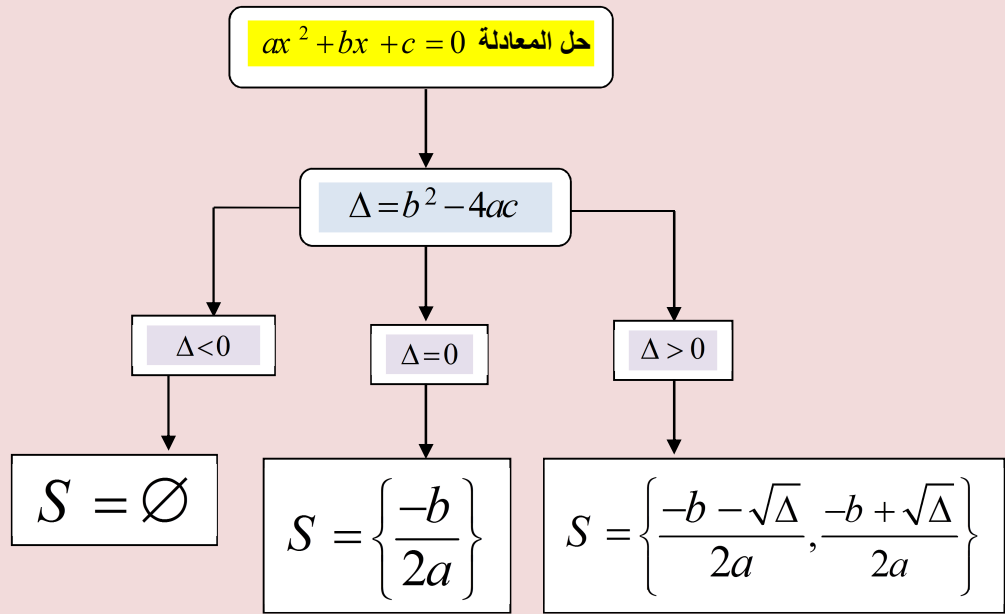 حل المعادلة ax² + bx + c = 0
Δ = b² − 4ac
Δ < 0
Δ = 0
Δ > 0
S = ∅
S = {−b / 2a}
S = {(−b − √Δ) / 2a , (−b + √Δ) / 2a}